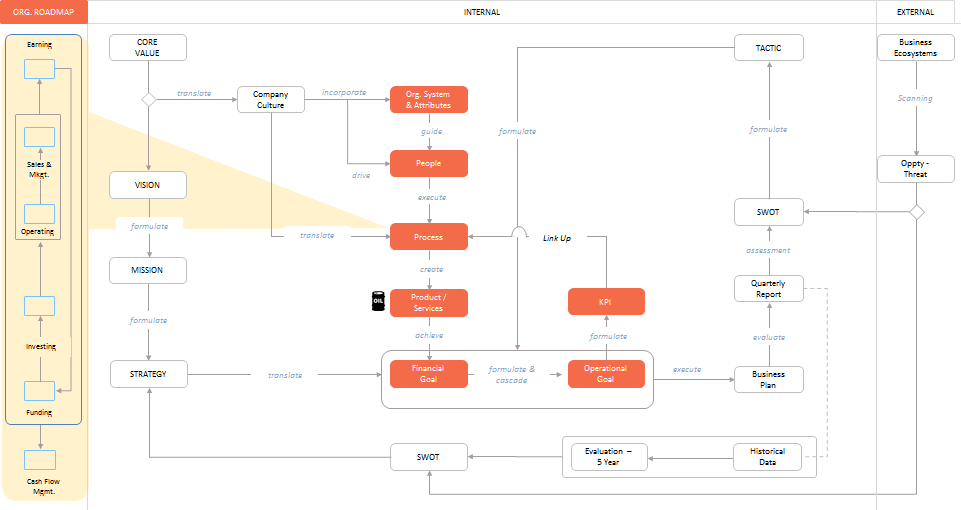 ORG. ROADMAP
INTERNAL
EXTERNAL
Earning
Sales &
Mkgt.
Operating
Investing
Funding
Cash Flow
Mgmt.
CORE
VALUE
translate
Company
Culture
incorporate
Org. System
& Attributes
guide
People
drive
execute
VISION
formulate
translate
Process
Link Up
create
MISSION
OIL
Product /
Services
KPI
formulate
achieve
formulate
STRATEGY
translate
Financial
Goal
formulate &
cascade
Operational
Goal
execute
Business
Plan
evaluate
Quarterly
Report
assessment
SWOT
formulate
TACTIC
formulate
Business
Ecosystems
Scanning
Oppty -
Threat
SWOT
Evaluation –
5 Year
Historical
Data